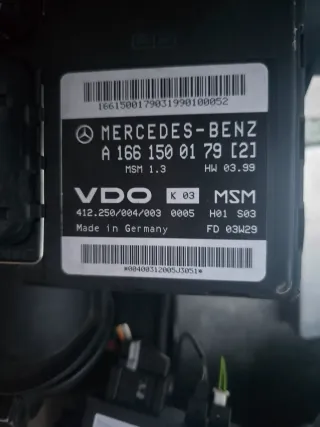 1661500179031990100052
MERCEDES-BENZ
A 166 150 01 79 [2]
MSM 1.3 HW 03.99
VDO K 03 MSM
412.250/004/003 0005 H01 S03
Made in Germany FD 03W29
*00400312005J3051*